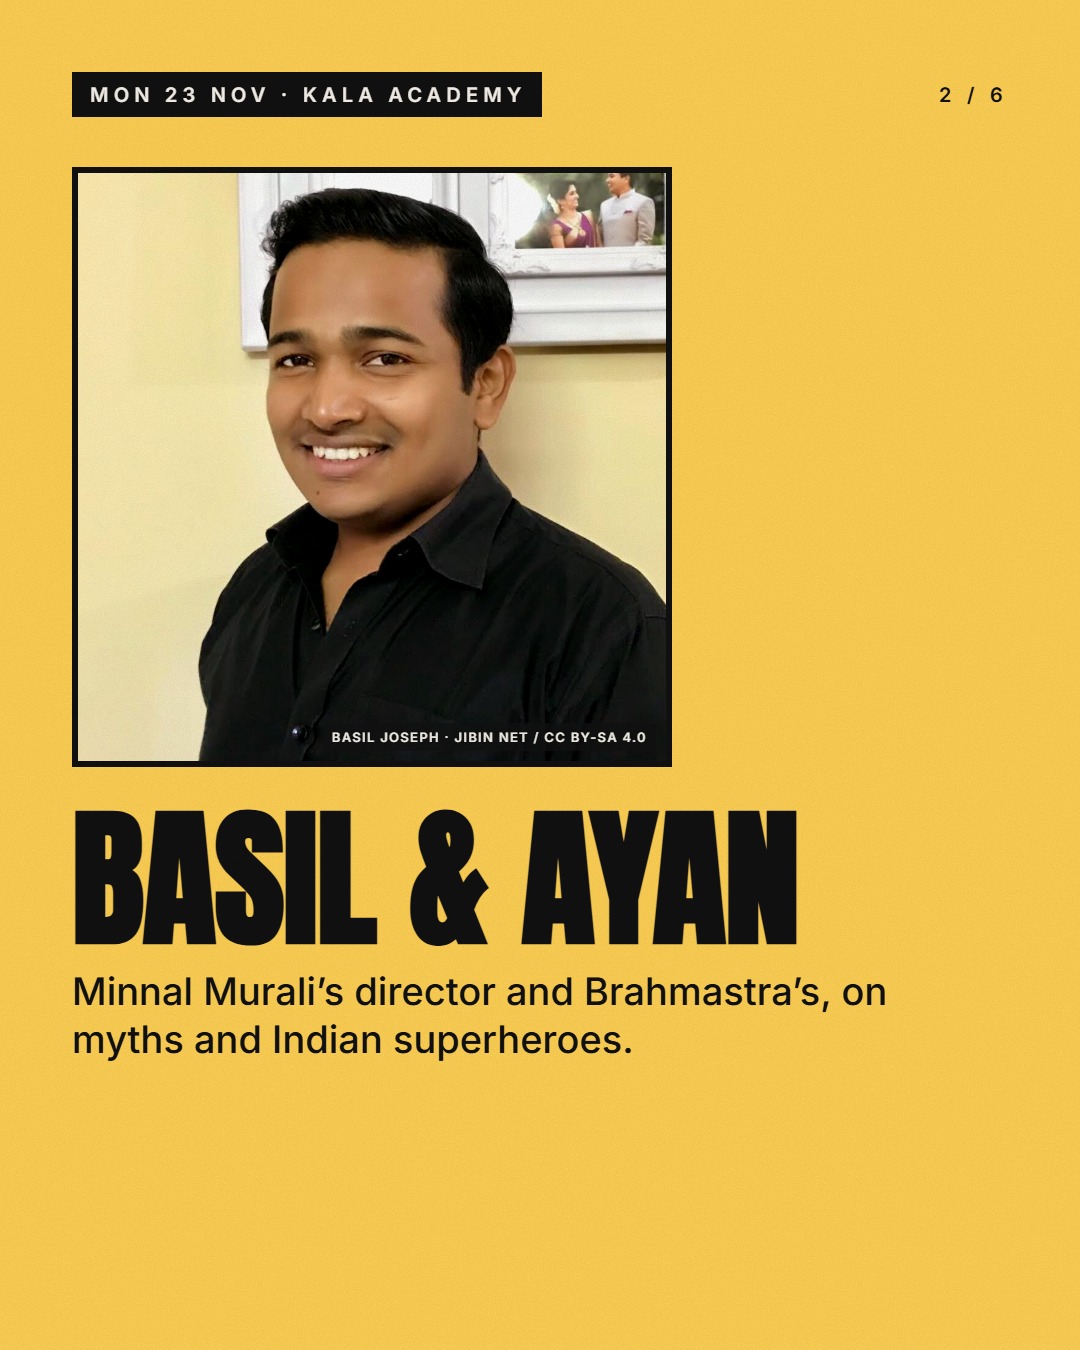 MON 23 NOV · KALA ACADEMY
2 / 6
BASIL JOSEPH · JIBIN NET / CC BY-SA 4.0
BASIL & AYAN
Minnal Murali’s director and Brahmastra’s, on
myths and Indian superheroes.